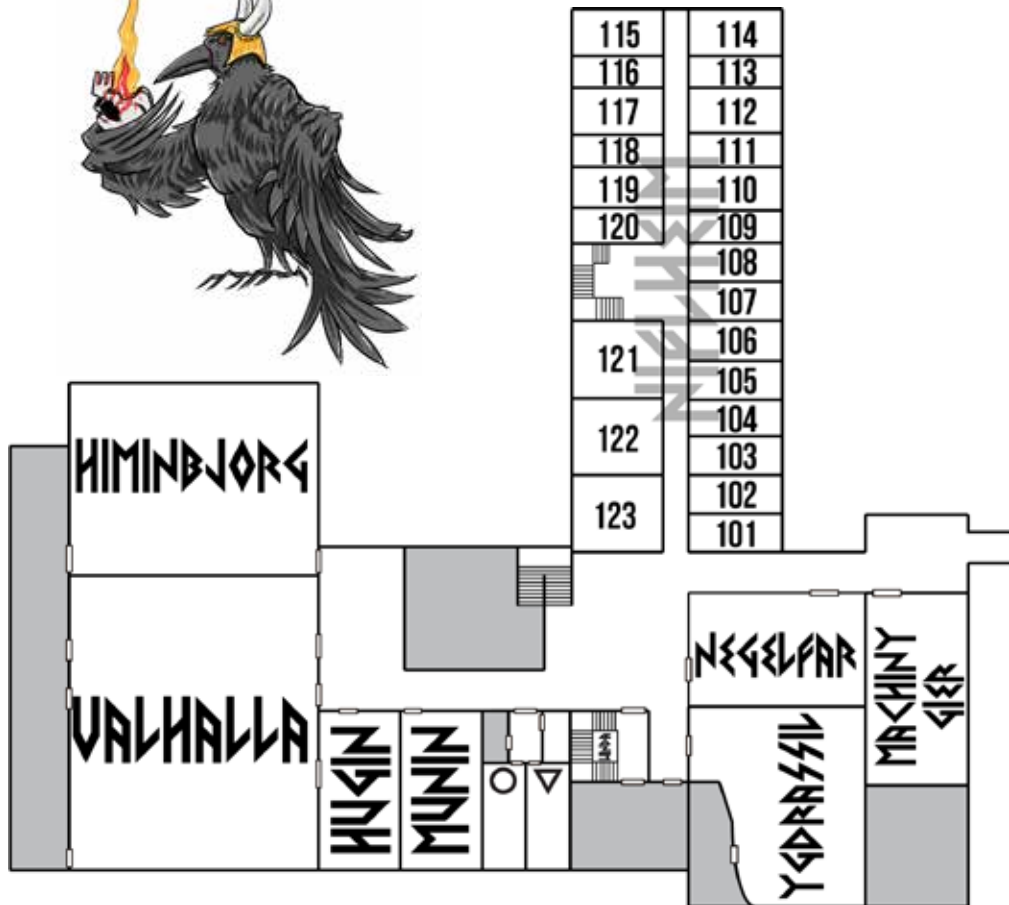 115 114
116 113
117 112
118 111
119 110
120 109
108
107
121 106
105
122 104
103
123 102
101
HIMINBJORG
VALHALLA
HUGIN
MUNIN
NEGELFAR
YGDRASSIL
MACHINY
GIER